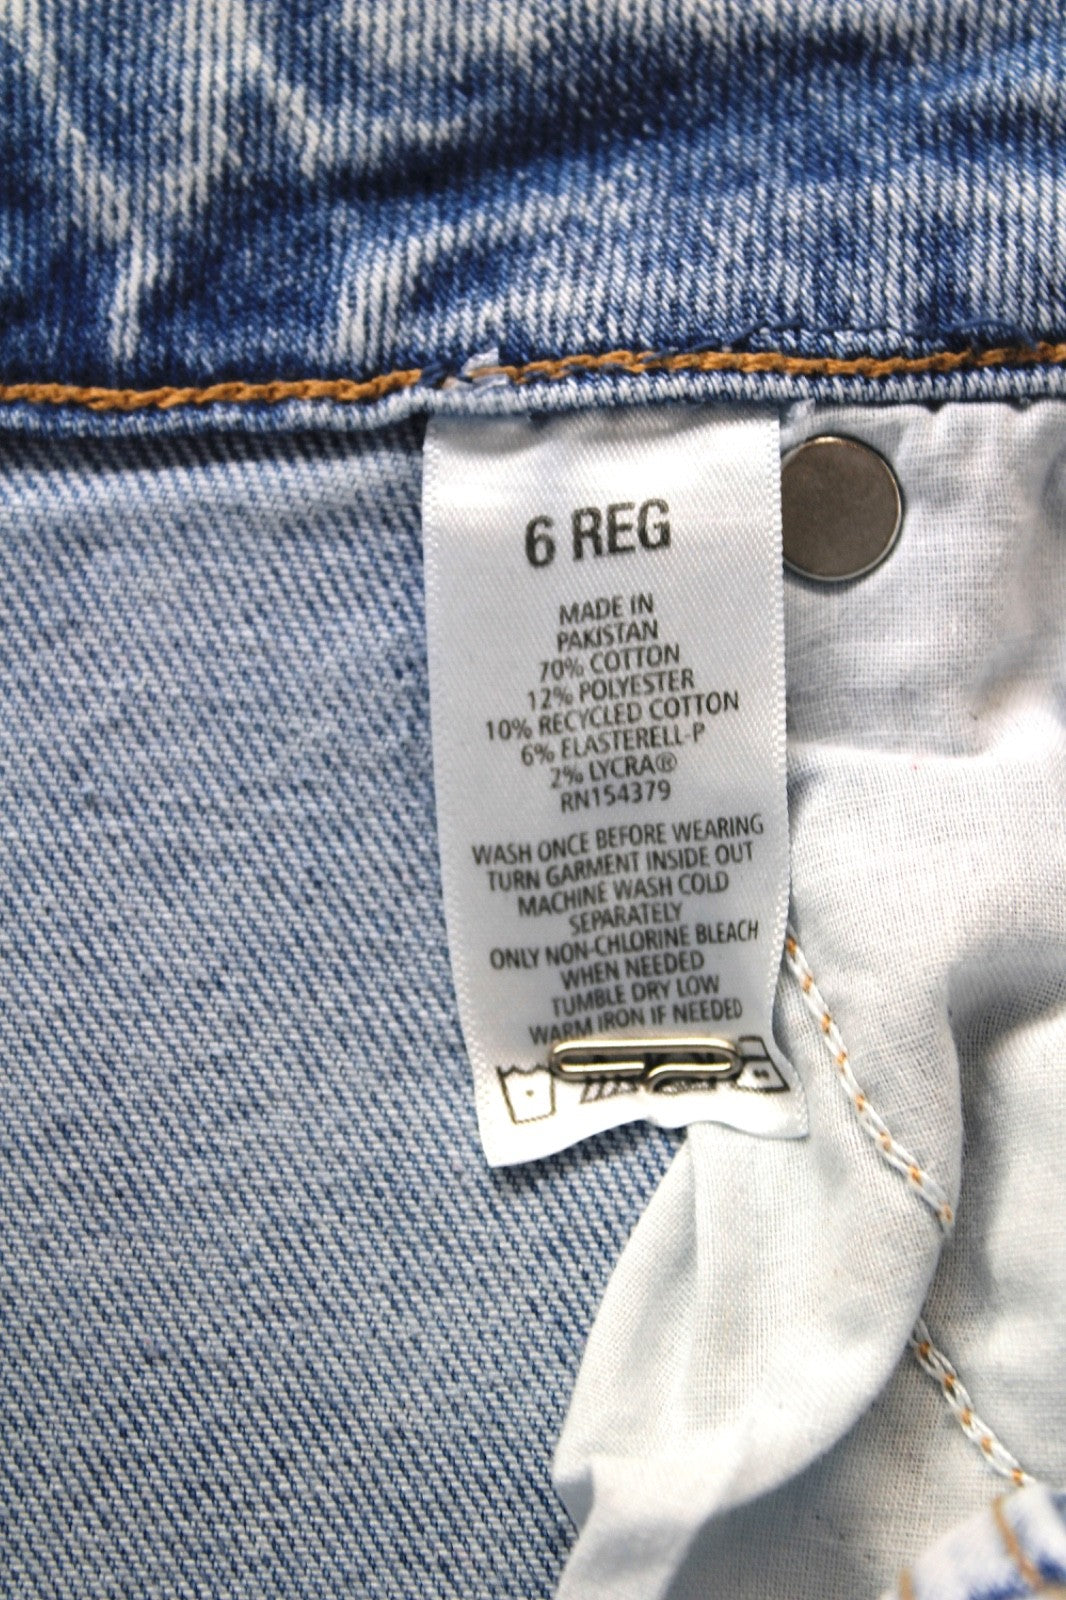 6 REG
MADE IN
PAKISTAN
70% COTTON
12% POLYESTER
10% RECYCLED COTTON
6% ELASTERELL-P
2% LYCRA®
RN154379
WASH ONCE BEFORE WEARING
TURN GARMENT INSIDE OUT
MACHINE WASH COLD
SEPARATELY
ONLY NON-CHLORINE BLEACH
WHEN NEEDED
TUMBLE DRY LOW
WARM IRON IF NEEDED